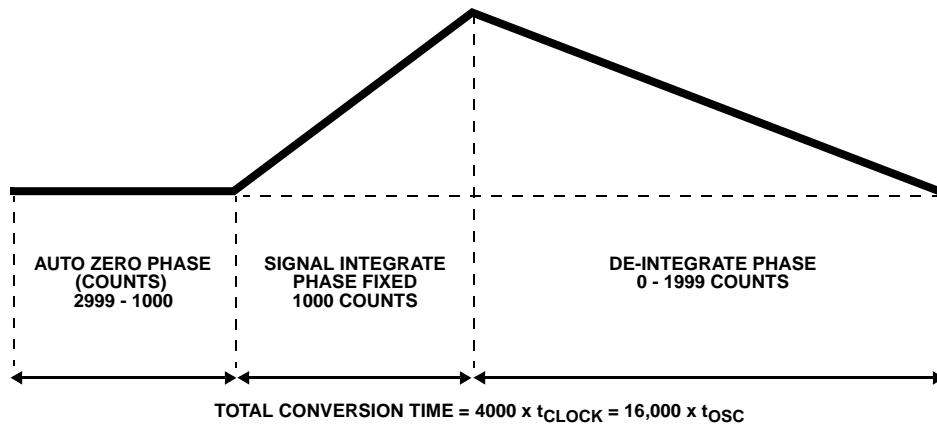 AUTO ZERO PHASE
(COUNTS)
2999 - 1000
SIGNAL INTEGRATE
PHASE FIXED
1000 COUNTS
DE-INTEGRATE PHASE
0 - 1999 COUNTS
TOTAL CONVERSION TIME = 4000 x tCLOCK = 16,000 x tOSC